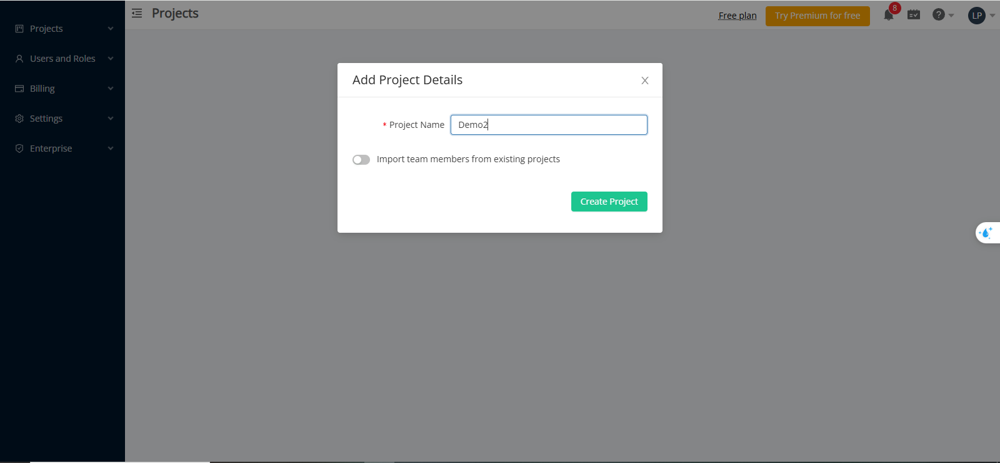 Projects
Users and Roles
Billing
Settings
Enterprise
Projects
Free plan
Try Premium for free
8
?
LP
Add Project Details
* Project Name
Demo2
Import team members from existing projects
Create Project